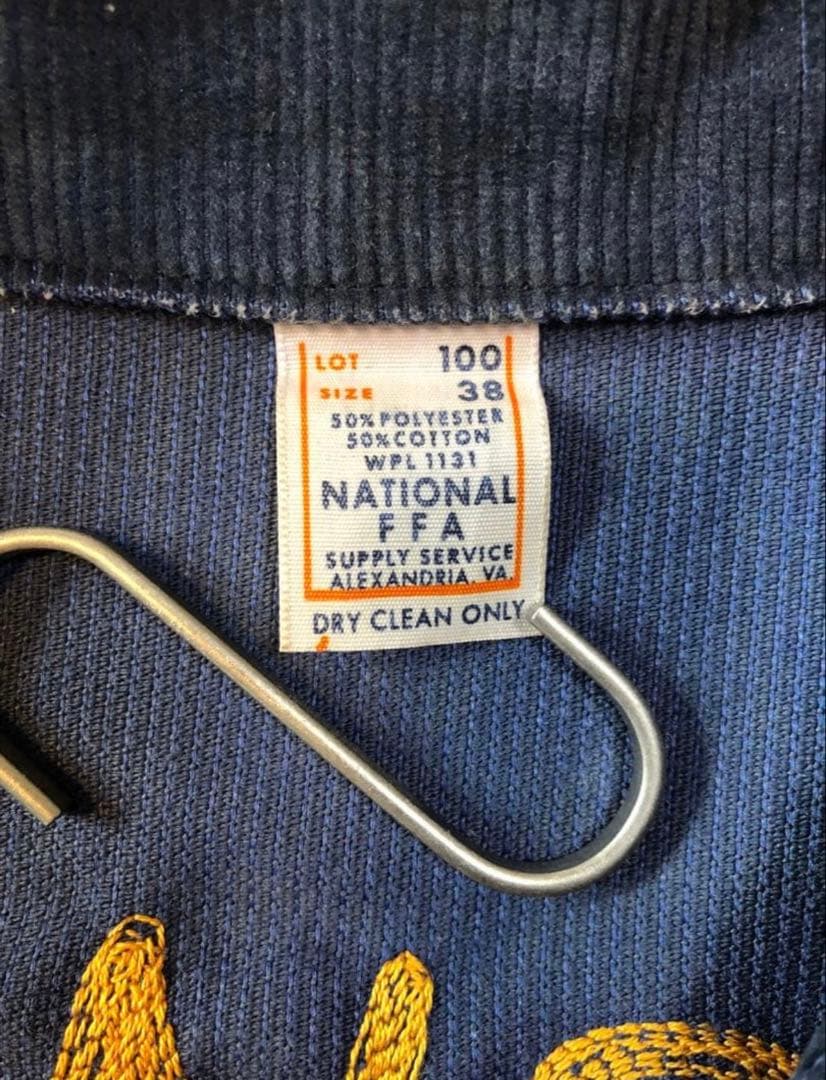 LOT 100
SIZE 38
50% POLYESTER
50% COTTON
WPL 1131
NATIONAL
FFA
SUPPLY SERVICE
ALEXANDRIA, VA.
DRY CLEAN ONLY